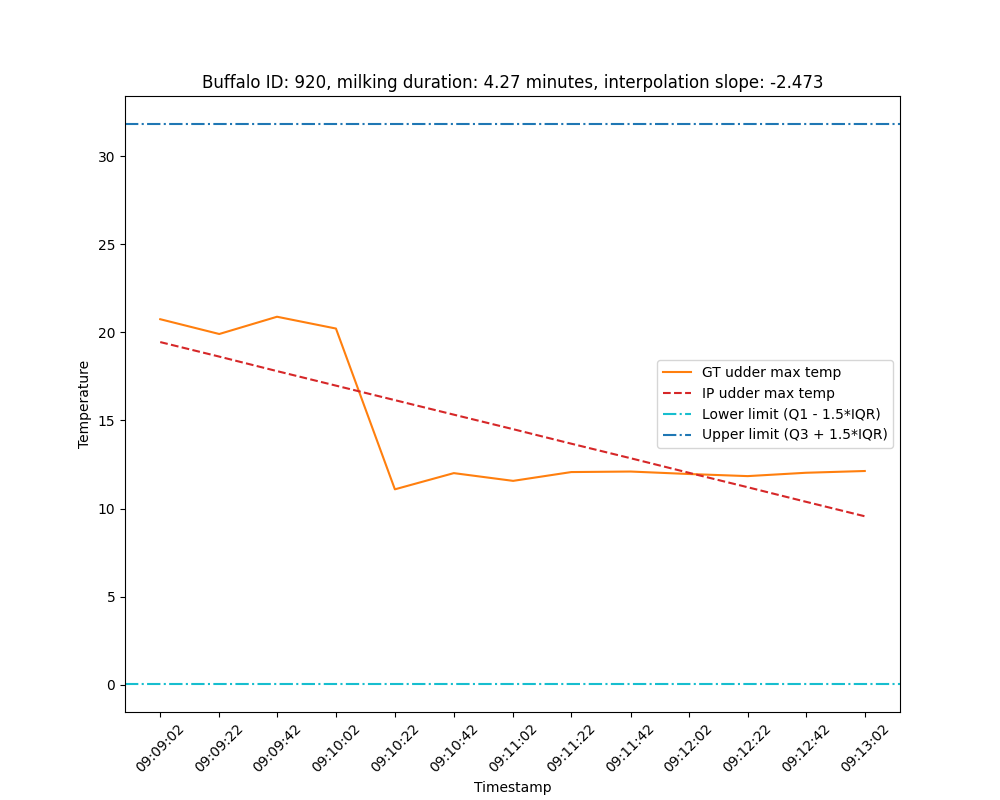 Buffalo ID: 920, milking duration: 4.27 minutes, interpolation slope: -2.473
Temperature
30
25
20
15
10
5
0
GT udder max temp
IP udder max temp
Lower limit (Q1 - 1.5*IQR)
Upper limit (Q3 + 1.5*IQR)
09:09:02
09:09:22
09:09:42
09:10:02
09:10:22
09:10:42
09:11:02
09:11:22
09:11:42
09:12:02
09:12:22
09:12:42
09:13:02
Timestamp